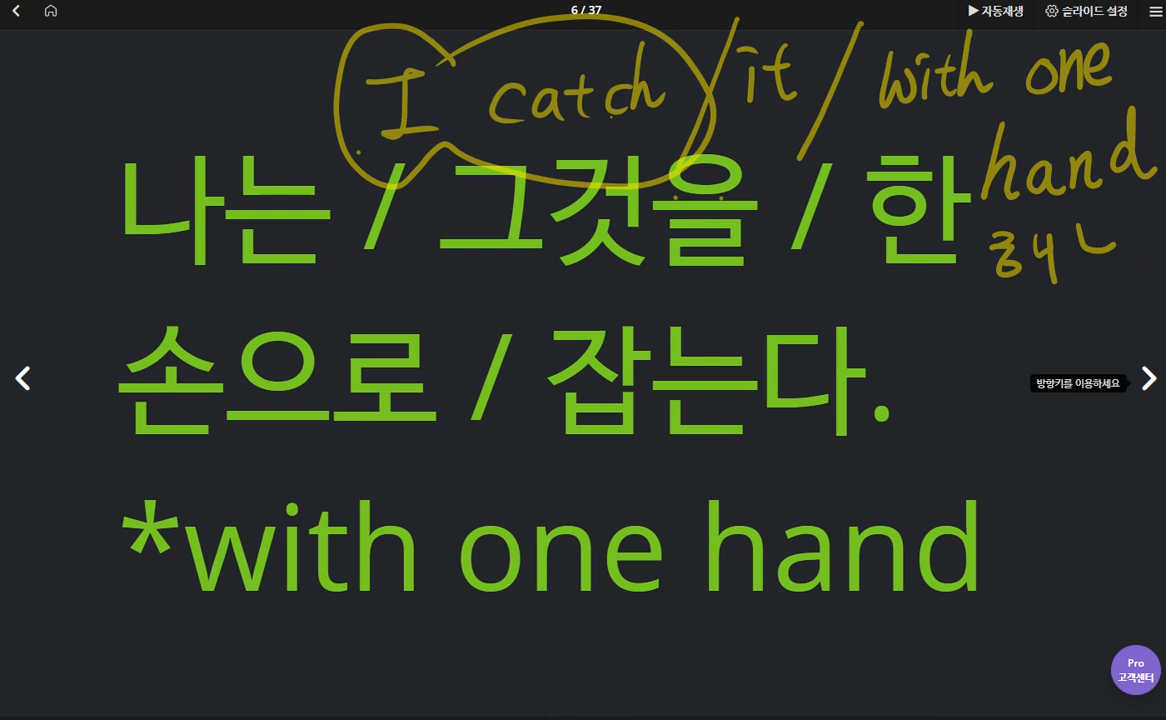 6 / 37
▶ 자동재생
슬라이드 설정
I catch / it / with one
hand
나는 / 그것을 / 한
손으로 / 잡는다.
방향키를 이용하세요
*with one hand
Pro
고객센터